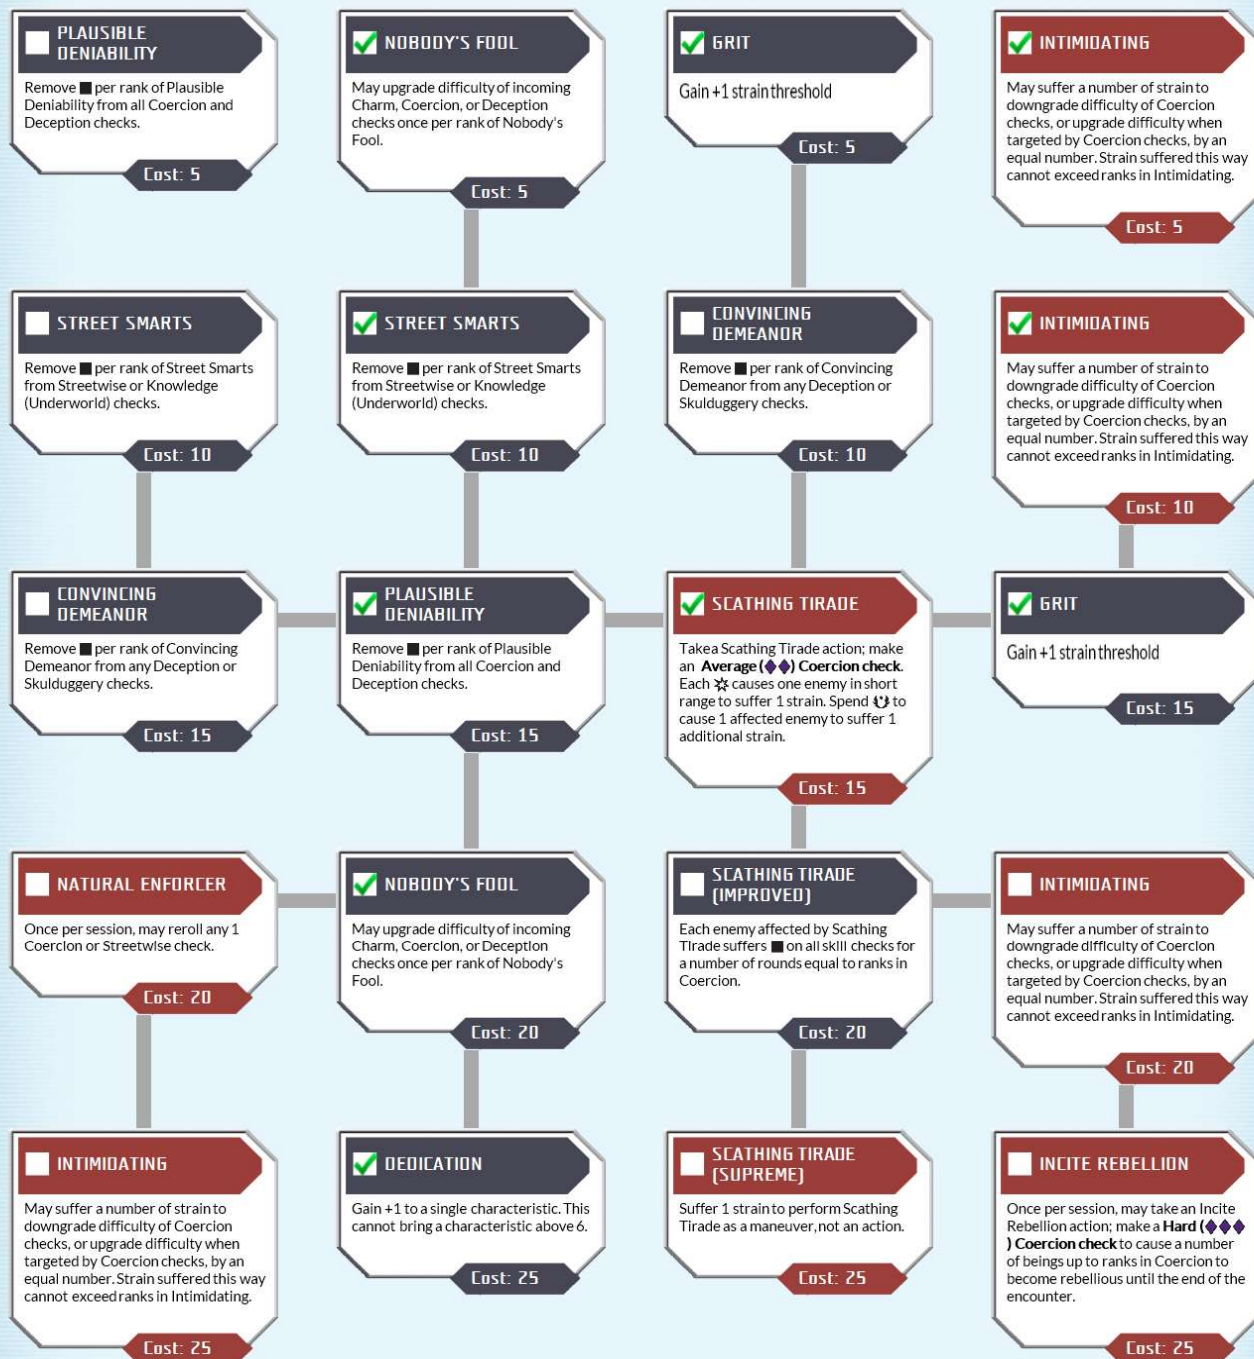 PLAUSIBLE
DENIABILITY
Remove ■ per rank of Plausible
Deniability from all Coercion and
Deception checks.
Cost: 5
NOBODY'S FOOL
May upgrade difficulty of incoming
Charm, Coercion, or Deception
checks once per rank of Nobody's
Fool.
Cost: 5
GRIT
Gain +1 strain threshold
Cost: 5
INTIMIDATING
May suffer a number of strain to
downgrade difficulty of Coercion
checks, or upgrade difficulty when
targeted by Coercion checks, by an
equal number. Strain suffered this way
cannot exceed ranks in Intimidating.
Cost: 5
STREET SMARTS
Remove ■ per rank of Street Smarts
from Streetwise or Knowledge
(Underworld) checks.
Cost: 10
STREET SMARTS
Remove ■ per rank of Street Smarts
from Streetwise or Knowledge
(Underworld) checks.
Cost: 10
CONVINCING
DEMEANOR
Remove ■ per rank of Convincing
Demeanor from any Deception or
Skulduggery checks.
Cost: 10
INTIMIDATING
May suffer a number of strain to
downgrade difficulty of Coercion
checks, or upgrade difficulty when
targeted by Coercion checks, by an
equal number. Strain suffered this way
cannot exceed ranks in Intimidating.
Cost: 10
CONVINCING
DEMEANOR
Remove ■ per rank of Convincing
Demeanor from any Deception or
Skulduggery checks.
Cost: 15
PLAUSIBLE
DENIABILITY
Remove ■ per rank of Plausible
Deniability from all Coercion and
Deception checks.
Cost: 15
SCATHING TIRADE
Take a Scathing Tirade action; make
an Average (◆◆) Coercion check.
Each causes one enemy in short
range to suffer 1 strain. Spend to
cause 1 affected enemy to suffer 1
additional strain.
Cost: 15
GRIT
Gain +1 strain threshold
Cost: 15
NATURAL ENFORCER
Once per session, may reroll any 1
Coercion or Streetwise check.
Cost: 20
NOBODY'S FOOL
May upgrade difficulty of incoming
Charm, Coercion, or Deception
checks once per rank of Nobody's
Fool.
Cost: 20
SCATHING TIRADE
(IMPROVED)
Each enemy affected by Scathing
Tirade suffers ■ on all skill checks for
a number of rounds equal to ranks in
Coercion.
Cost: 20
INTIMIDATING
May suffer a number of strain to
downgrade difficulty of Coercion
checks, or upgrade difficulty when
targeted by Coercion checks, by an
equal number. Strain suffered this way
cannot exceed ranks in Intimidating.
Cost: 20
INTIMIDATING
May suffer a number of strain to
downgrade difficulty of Coercion
checks, or upgrade difficulty when
targeted by Coercion checks, by an
equal number. Strain suffered this way
cannot exceed ranks in Intimidating.
Cost: 25
DEDICATION
Gain +1 to a single characteristic. This
cannot bring a characteristic above 6.
Cost: 25
SCATHING TIRADE
(SUPREME)
Suffer 1 strain to perform Scathing
Tirade as a maneuver, not an action.
Cost: 25
INCITE REBELLION
Once per session, may take an Incite
Rebellion action; make a Hard (◆◆◆
) Coercion check to cause a number
of beings up to ranks in Coercion to
become rebellious until the end of the
encounter.
Cost: 25